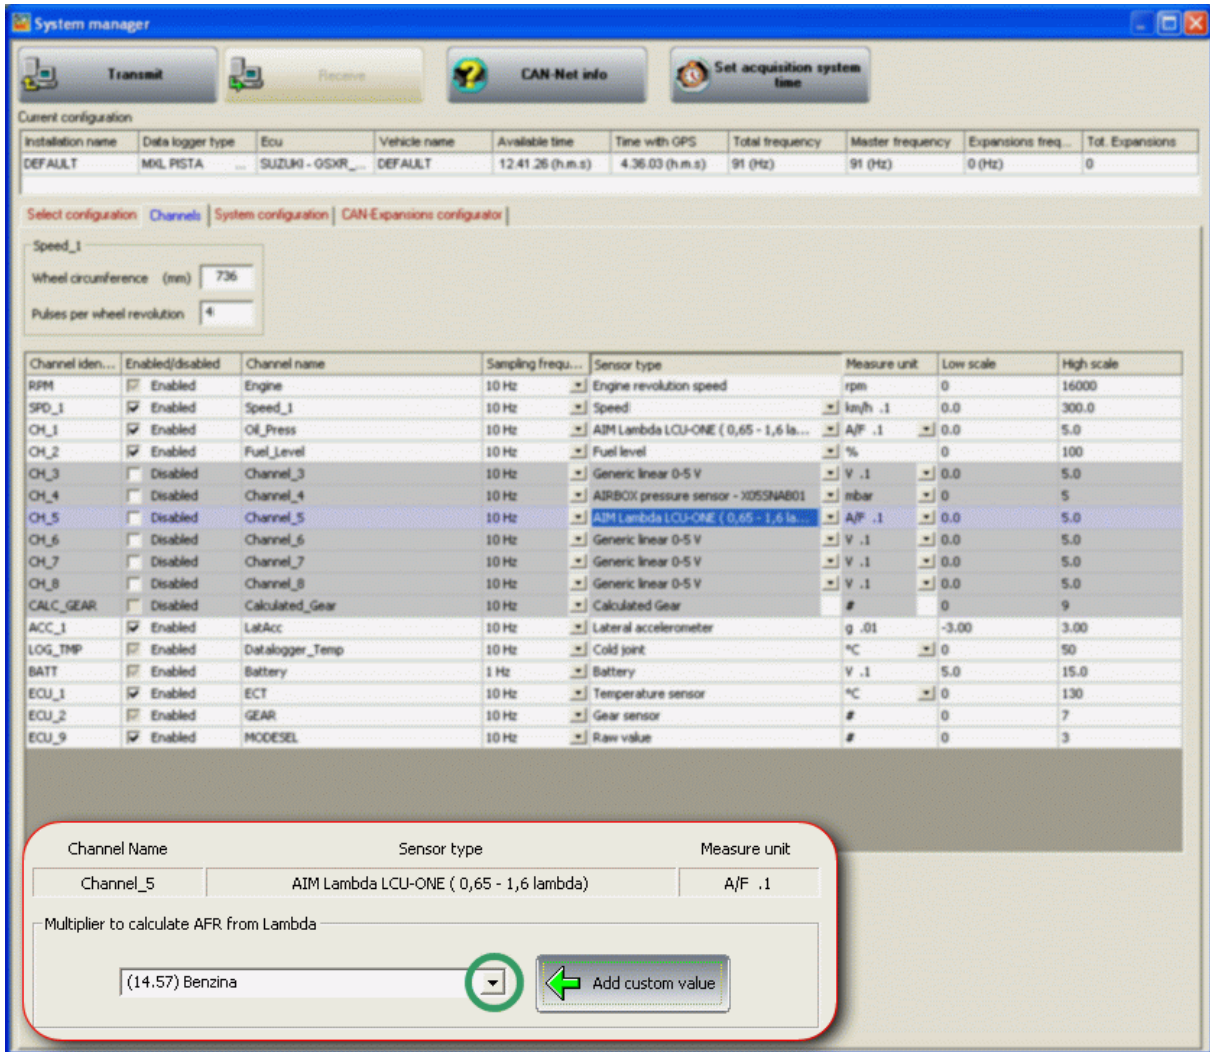 System manager
Transmit Receive CAN-Net info Set acquisition system time
Current configuration
Installation name Data logger type Ecu Vehicle name Available time Time with GPS Total frequency Master frequency Expansions freq... Tot. Expansions
DEFAULT MXL PISTA ... SUZUKI - GSXR_... DEFAULT 12.41.26 (h.m.s) 4.36.03 (h.m.s) 91 (Hz) 91 (Hz) 0 (Hz) 0
Select configuration Channels System configuration CAN-Expansions configurator
Speed_1
Wheel circumference (mm) 736
Pulses per wheel revolution 4
Channel iden... Enabled/disabled Channel name Sampling frequ... Sensor type Measure unit Low scale High scale
RPM Enabled Engine 10 Hz Engine revolution speed rpm 0 16000
SPD_1 Enabled Speed_1 10 Hz Speed km/h .1 0.0 300.0
CH_1 Enabled Oil_Press 10 Hz AIM Lambda LCU-ONE ( 0,65 - 1,6 la... A/F .1 0.0 5.0
CH_2 Enabled Fuel_Level 10 Hz Fuel level % 0 100
CH_3 Disabled Channel_3 10 Hz Generic linear 0-5 V V .1 0.0 5.0
CH_4 Disabled Channel_4 10 Hz AIRBOX pressure sensor - X05SNAB01 mbar 0 5
CH_5 Disabled Channel_5 10 Hz AIM Lambda LCU-ONE ( 0,65 - 1,6 la... A/F .1 0.0 5.0
CH_6 Disabled Channel_6 10 Hz Generic linear 0-5 V V .1 0.0 5.0
CH_7 Disabled Channel_7 10 Hz Generic linear 0-5 V V .1 0.0 5.0
CH_8 Disabled Channel_8 10 Hz Generic linear 0-5 V V .1 0.0 5.0
CALC_GEAR Disabled Calculated_Gear 10 Hz Calculated Gear # 0 9
ACC_1 Enabled LatAcc 10 Hz Lateral accelerometer g .01 -3.00 3.00
LOG_TMP Enabled Datalogger_Temp 10 Hz Cold joint °C 0 50
BATT Enabled Battery 1 Hz Battery V .1 5.0 15.0
ECU_1 Enabled ECT 10 Hz Temperature sensor °C 0 130
ECU_2 Enabled GEAR 10 Hz Gear sensor # 0 7
ECU_9 Enabled MODESEL 10 Hz Raw value # 0 3
Channel Name Sensor type Measure unit
Channel_5 AIM Lambda LCU-ONE ( 0,65 - 1,6 lambda) A/F .1
Multiplier to calculate AFR from Lambda
(14.57) Benzina Add custom value